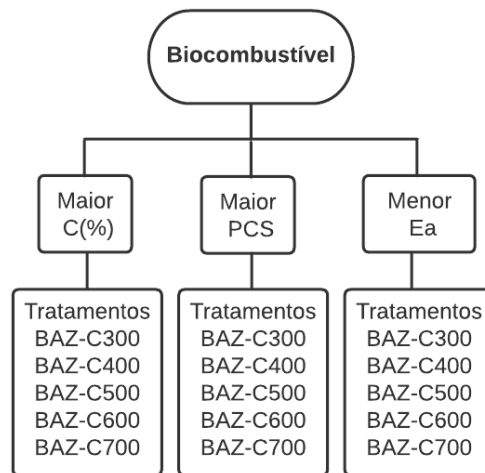 Biocombustível
Maior
C(%)
Maior
PCS
Menor
Ea
Tratamentos
BAZ-C300
BAZ-C400
BAZ-C500
BAZ-C600
BAZ-C700
Tratamentos
BAZ-C300
BAZ-C400
BAZ-C500
BAZ-C600
BAZ-C700
Tratamentos
BAZ-C300
BAZ-C400
BAZ-C500
BAZ-C600
BAZ-C700